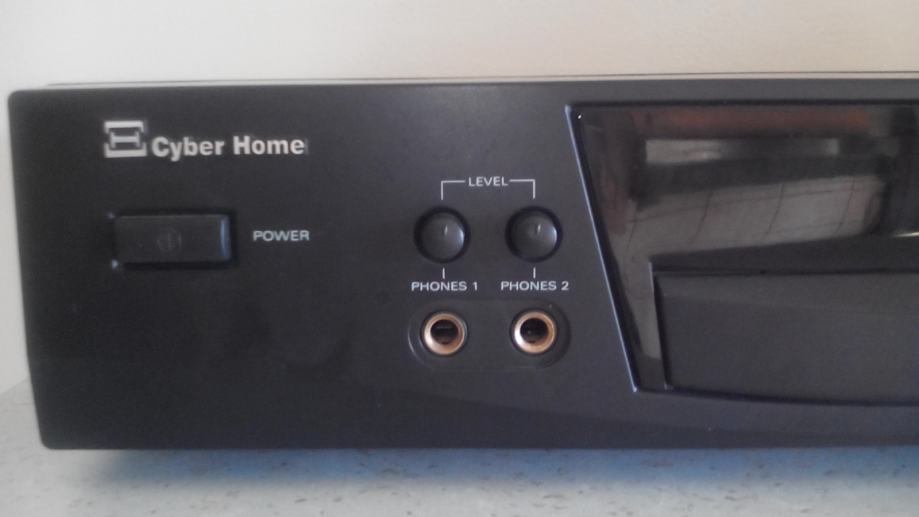 Cyber Home
POWER
LEVEL
PHONES 1 PHONES 2